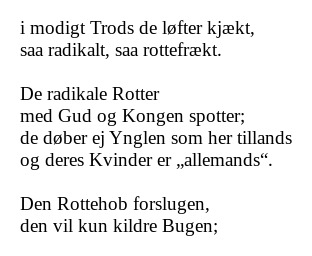 i modigt Trods de løfter kjækt,
saa radikalt, saa rottefrækt.
De radikale Rotter
med Gud og Kongen spotter;
de døber ej Ynglen som her tillands
og deres Kvinder er „allemands“.
Den Rottehob forslugen,
den vil kun kildre Bugen;